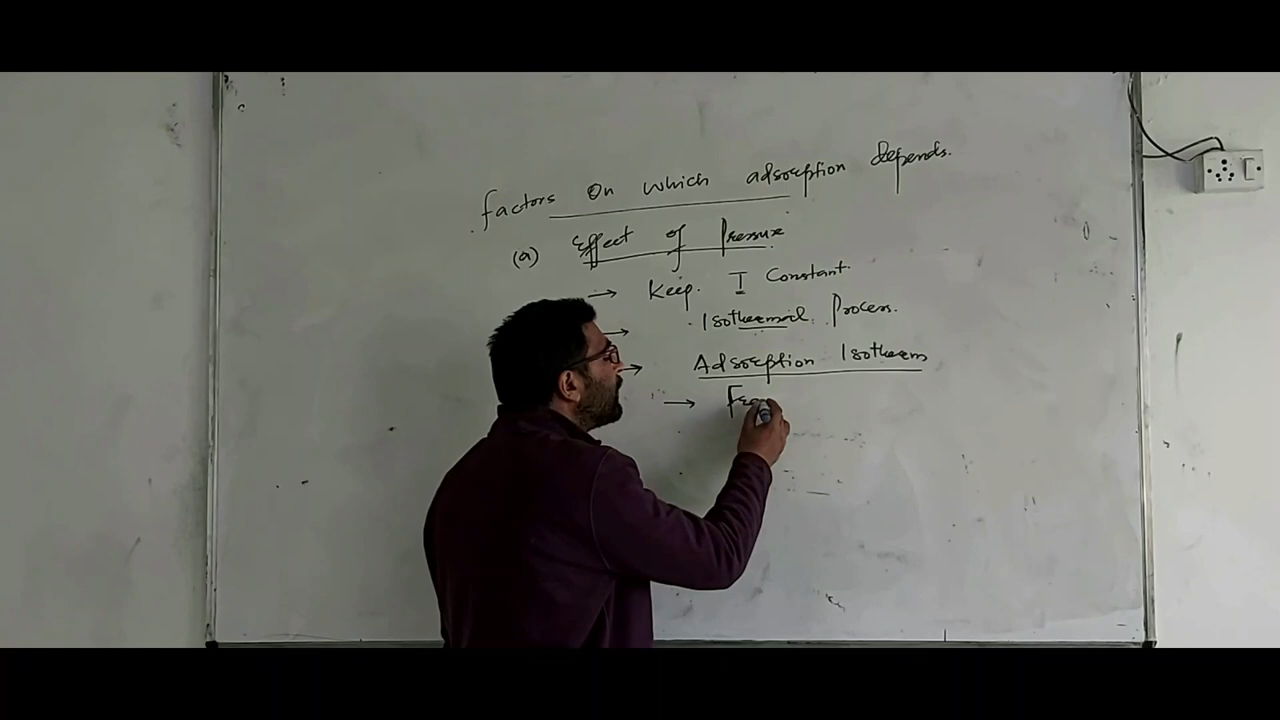 Factors On which adsorption depends.
(a) Effect of Pressure
→ Keep T Constant.
→ Isothermal Process.
→ Adsorption Isotherm
→ Fre